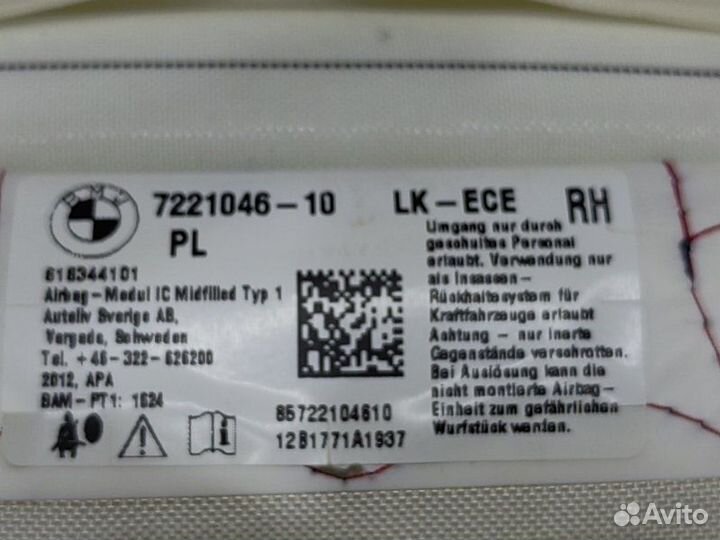 BMW
7221046-10
LK-ECE
RH
PL
616344101
Airbag-Modul IC Midfilled Typ 1
Autoliv Sverige AB,
Vargada, Schweden
Tel. +46-322-626200
2012, APA
BAM-PT1: 1624
85722104610
12B1771A1937
Umgang nur durch
geschultes Personal
erlaubt. Verwendung nur
als Insassen-
Rückhaltesystem für
Kraftfahrzeuge erlaubt
Achtung - nur inerte
Gegenstände verschrotten.
Bei Auslösung kann die
nicht montierte Airbag-
Einheit zum gefährlichen
Wurfstück werden.
Avito